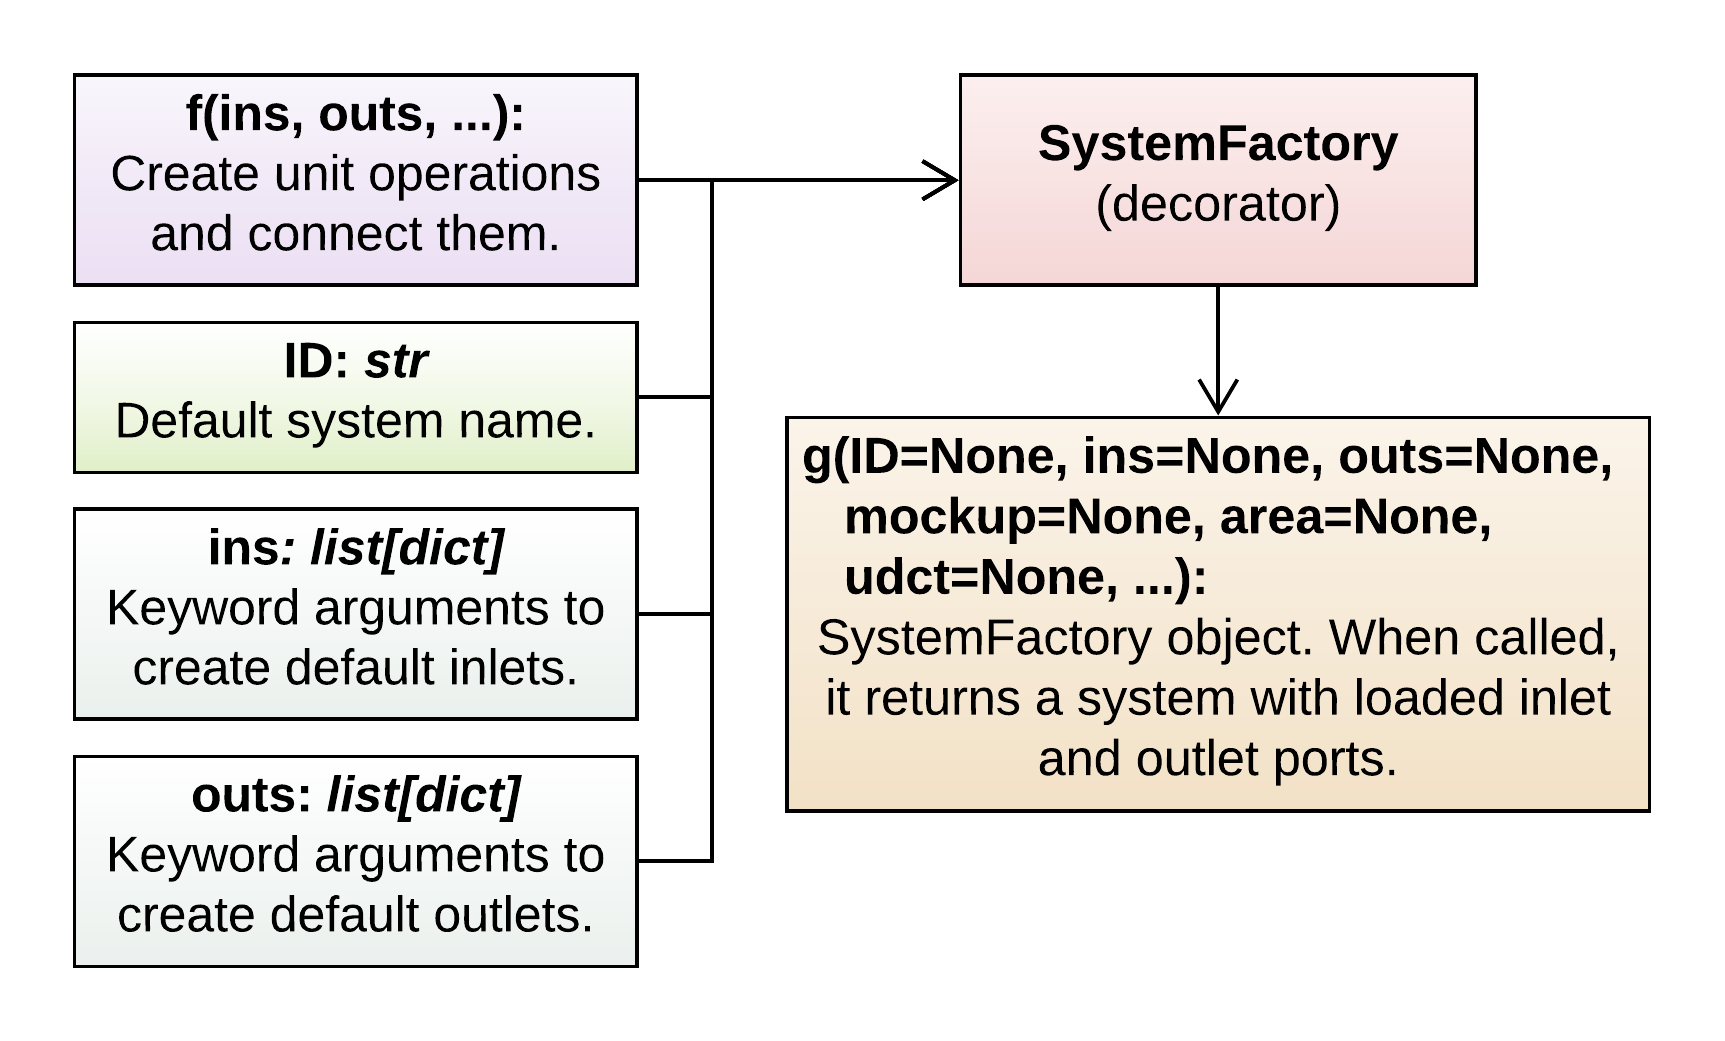 f(ins, outs, ...):
Create unit operations
and connect them.
ID: str
Default system name.
ins: list[dict]
Keyword arguments to
create default inlets.
outs: list[dict]
Keyword arguments to
create default outlets.
SystemFactory
(decorator)
g(ID=None, ins=None, outs=None,
mockup=None, area=None,
udct=None, ...):
SystemFactory object. When called,
it returns a system with loaded inlet
and outlet ports.